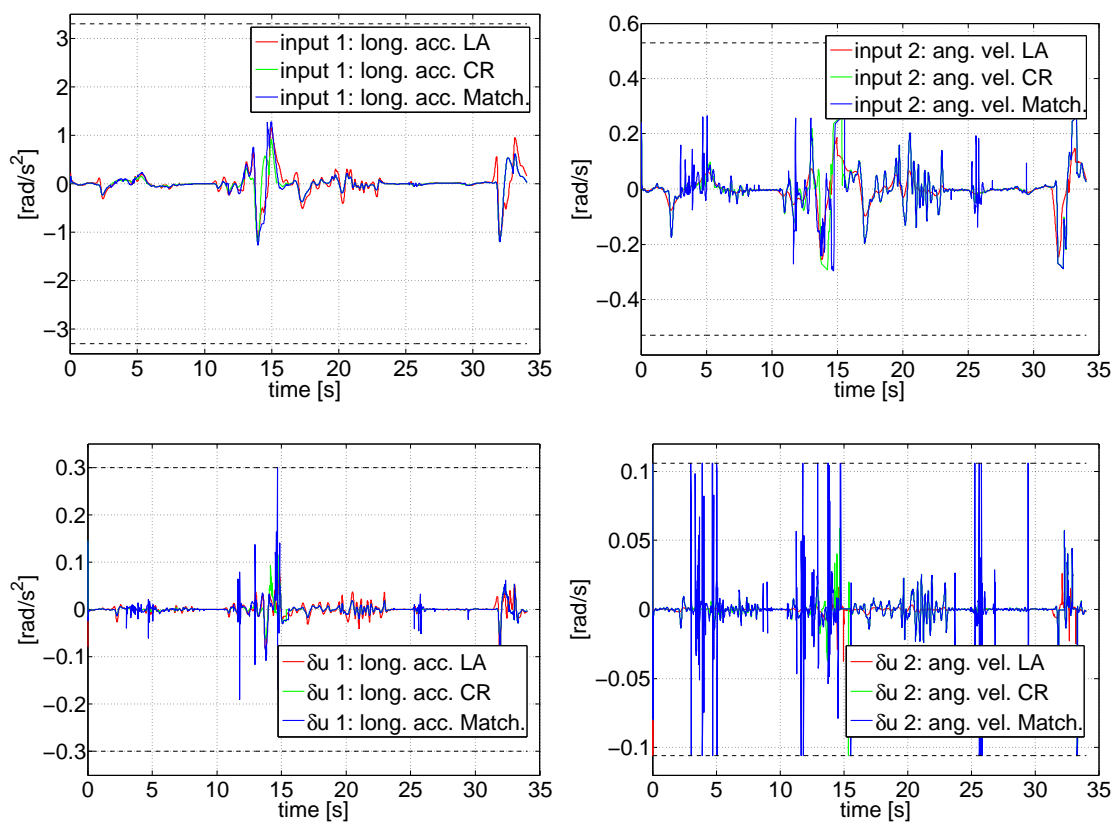 3
2
1
0
−1
−2
−3
[rad/s²]
0 5 10 15 20 25 30 35
time [s]
input 1: long. acc. LA
input 1: long. acc. CR
input 1: long. acc. Match.
0.6
0.4
0.2
0
−0.2
−0.4
[rad/s]
0 5 10 15 20 25 30 35
time [s]
input 2: ang. vel. LA
input 2: ang. vel. CR
input 2: ang. vel. Match.
0.3
0.2
0.1
0
−0.1
−0.2
−0.3
[rad/s²]
0 5 10 15 20 25 30 35
time [s]
δu 1: long. acc. LA
δu 1: long. acc. CR
δu 1: long. acc. Match.
0.1
0.05
0
−0.05
−0.1
[rad/s]
0 5 10 15 20 25 30 35
time [s]
δu 2: ang. vel. LA
δu 2: ang. vel. CR
δu 2: ang. vel. Match.